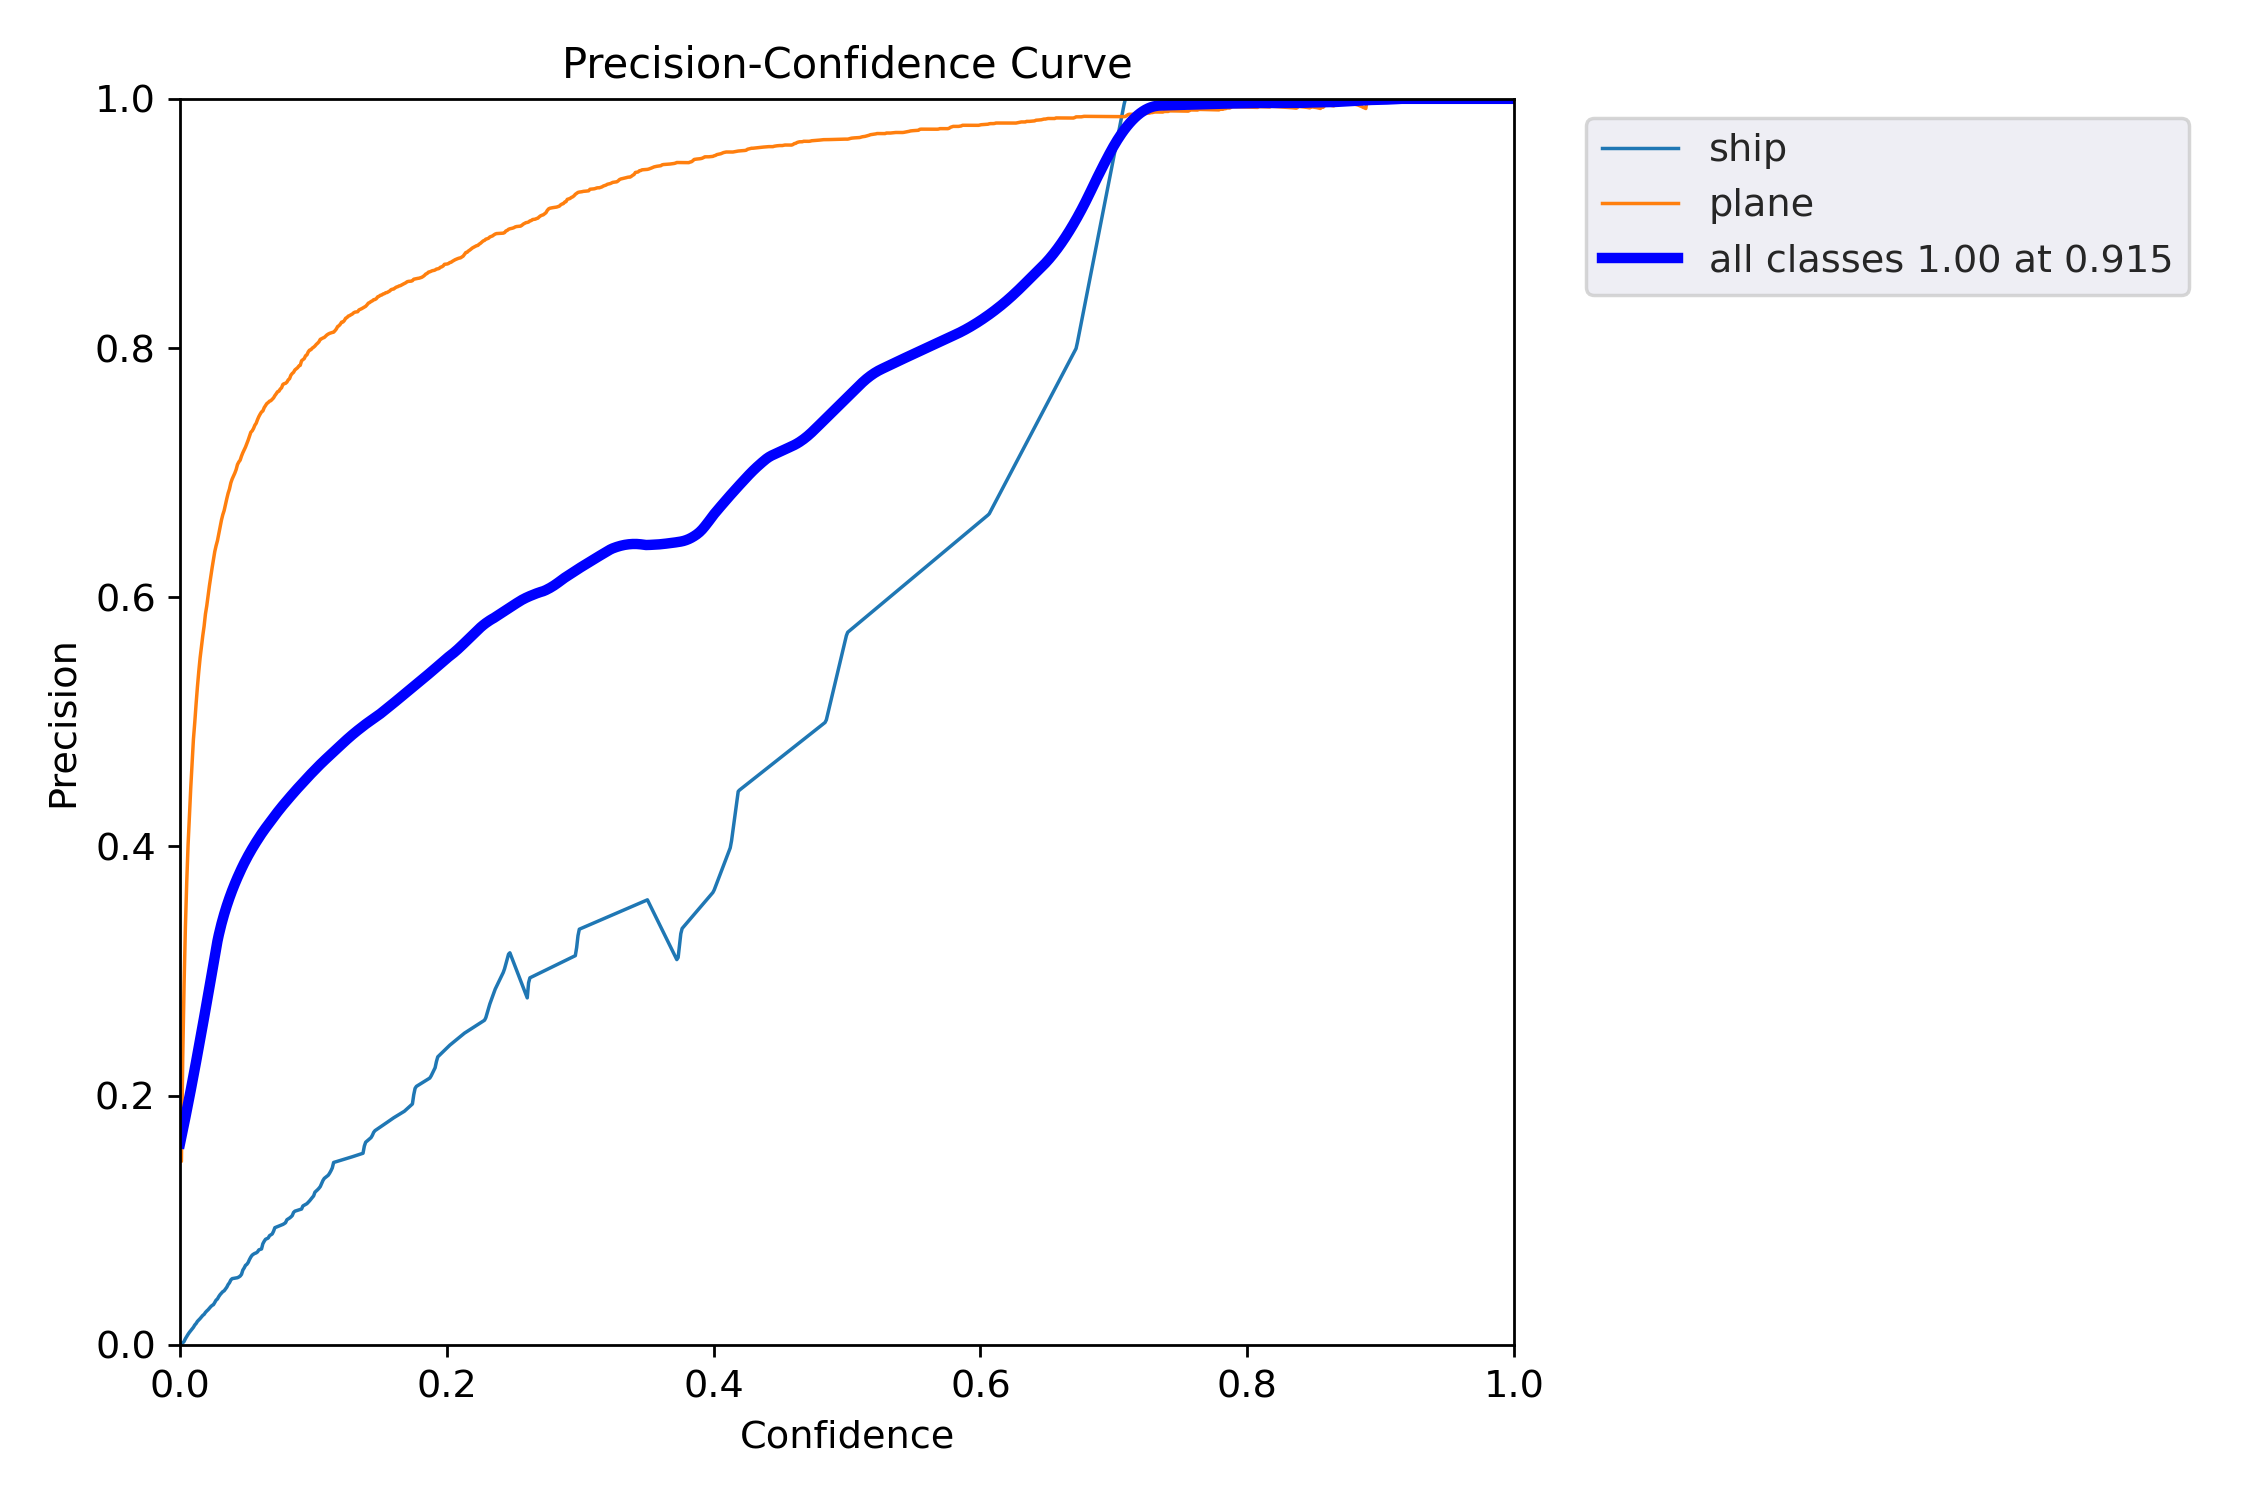 Precision-Confidence Curve
1.0
0.8
0.6
0.4
0.2
0.0
Precision
0.0 0.2 0.4 0.6 0.8 1.0
Confidence
ship
plane
all classes 1.00 at 0.915